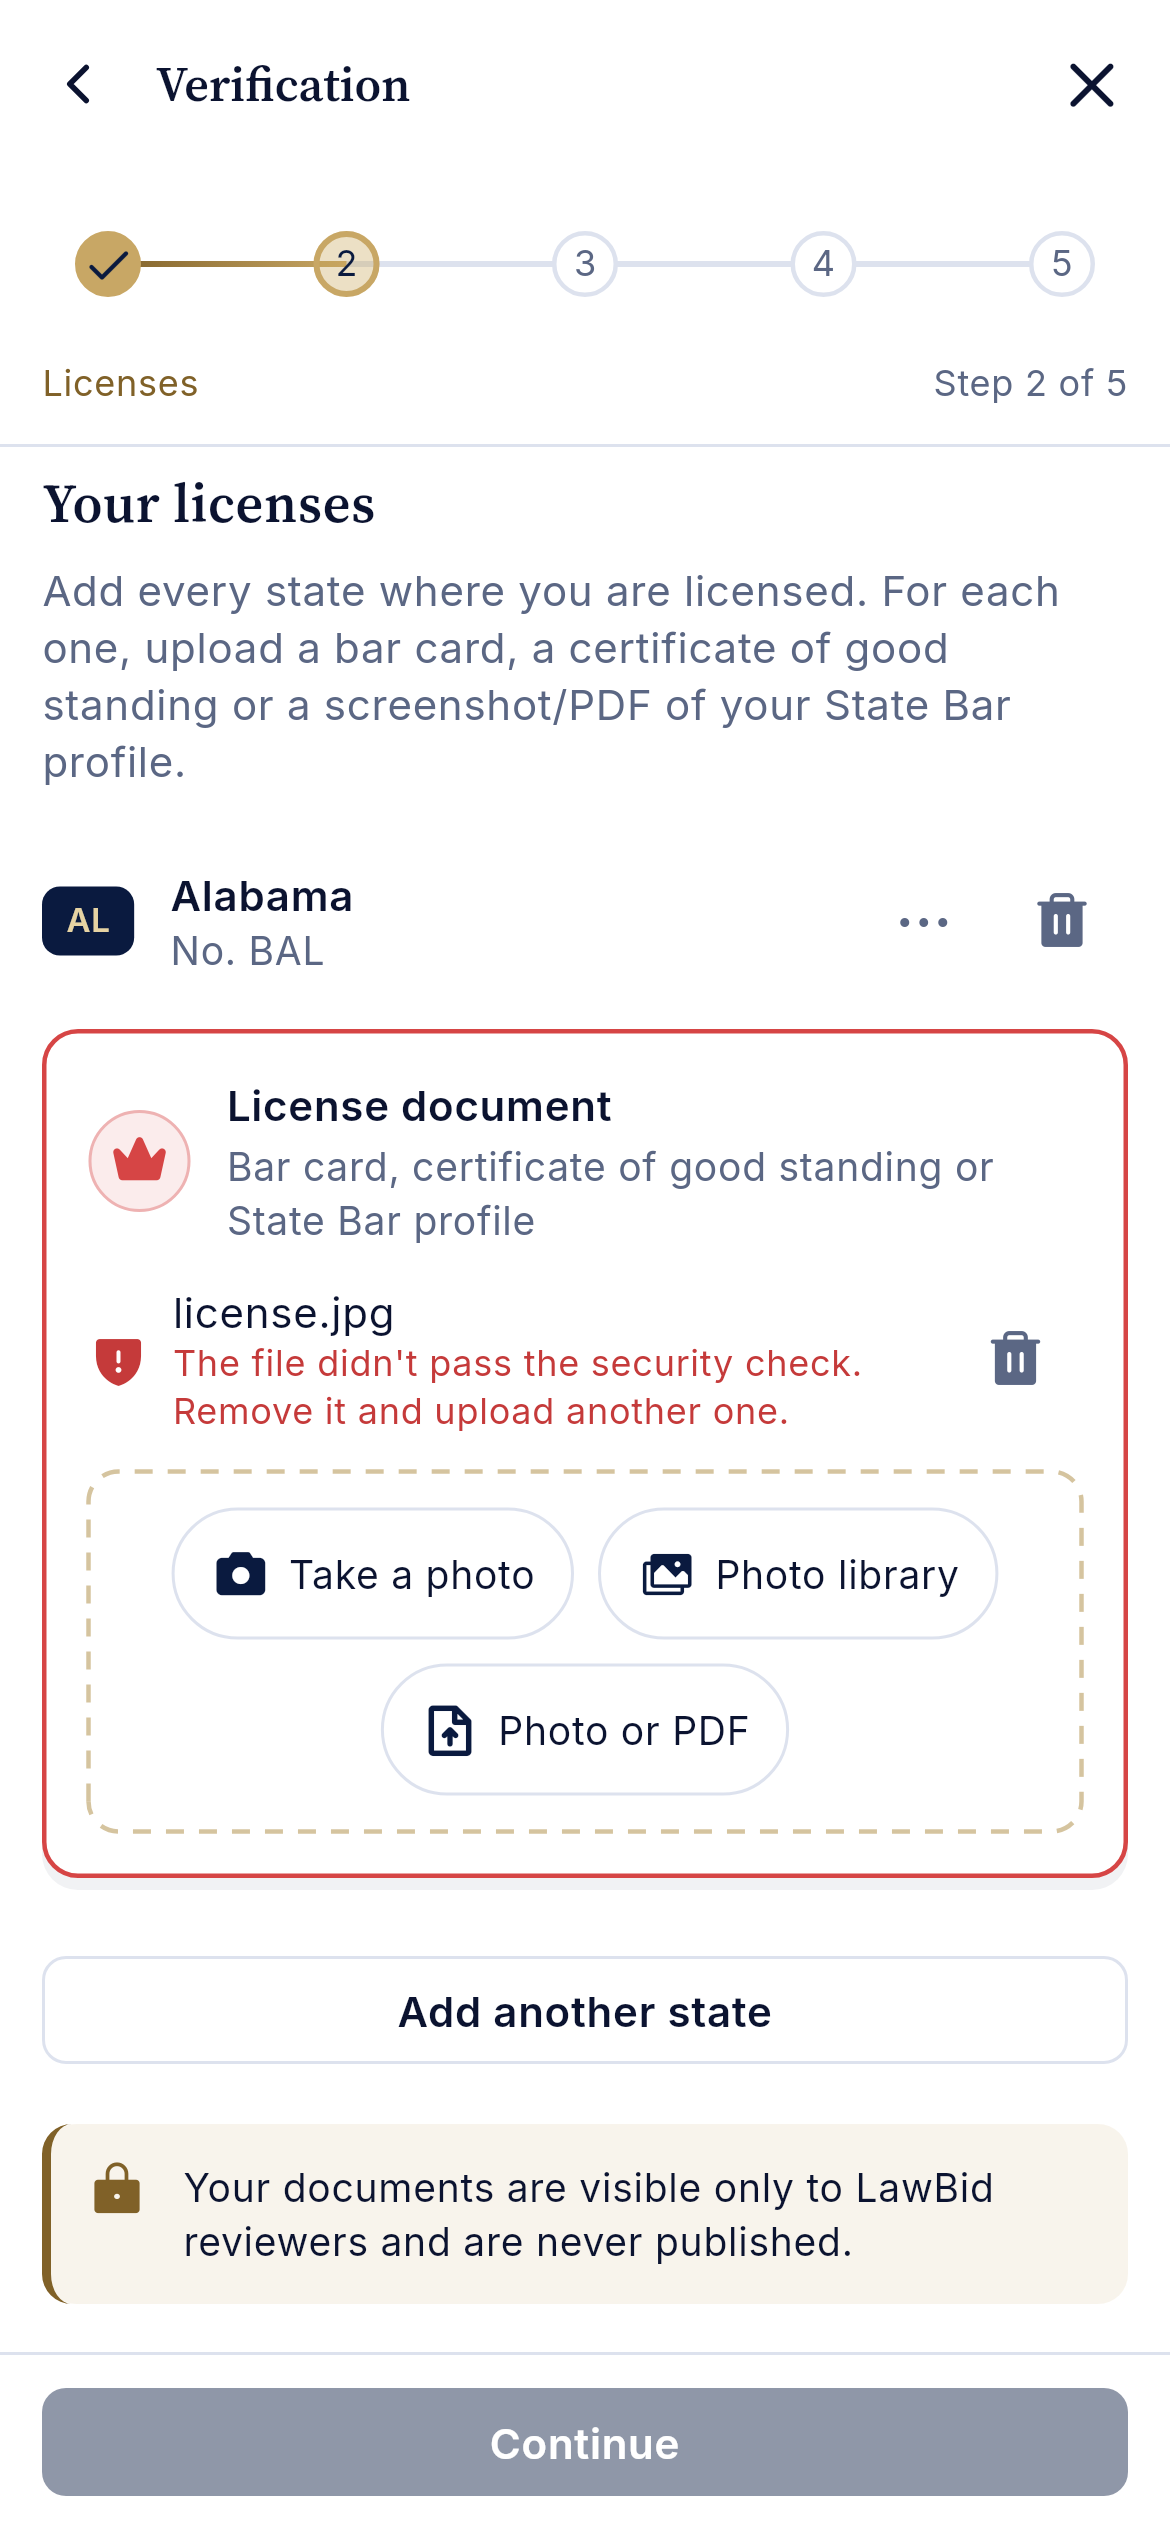 Verification
2
3
4
5
Licenses
Step 2 of 5
Your licenses
Add every state where you are licensed. For each
one, upload a bar card, a certificate of good
standing or a screenshot/PDF of your State Bar
profile.
AL
Alabama
No. BAL
License document
Bar card, certificate of good standing or
State Bar profile
license.jpg
The file didn't pass the security check.
Remove it and upload another one.
Take a photo
Photo library
Photo or PDF
Add another state
Your documents are visible only to LawBid
reviewers and are never published.
Continue